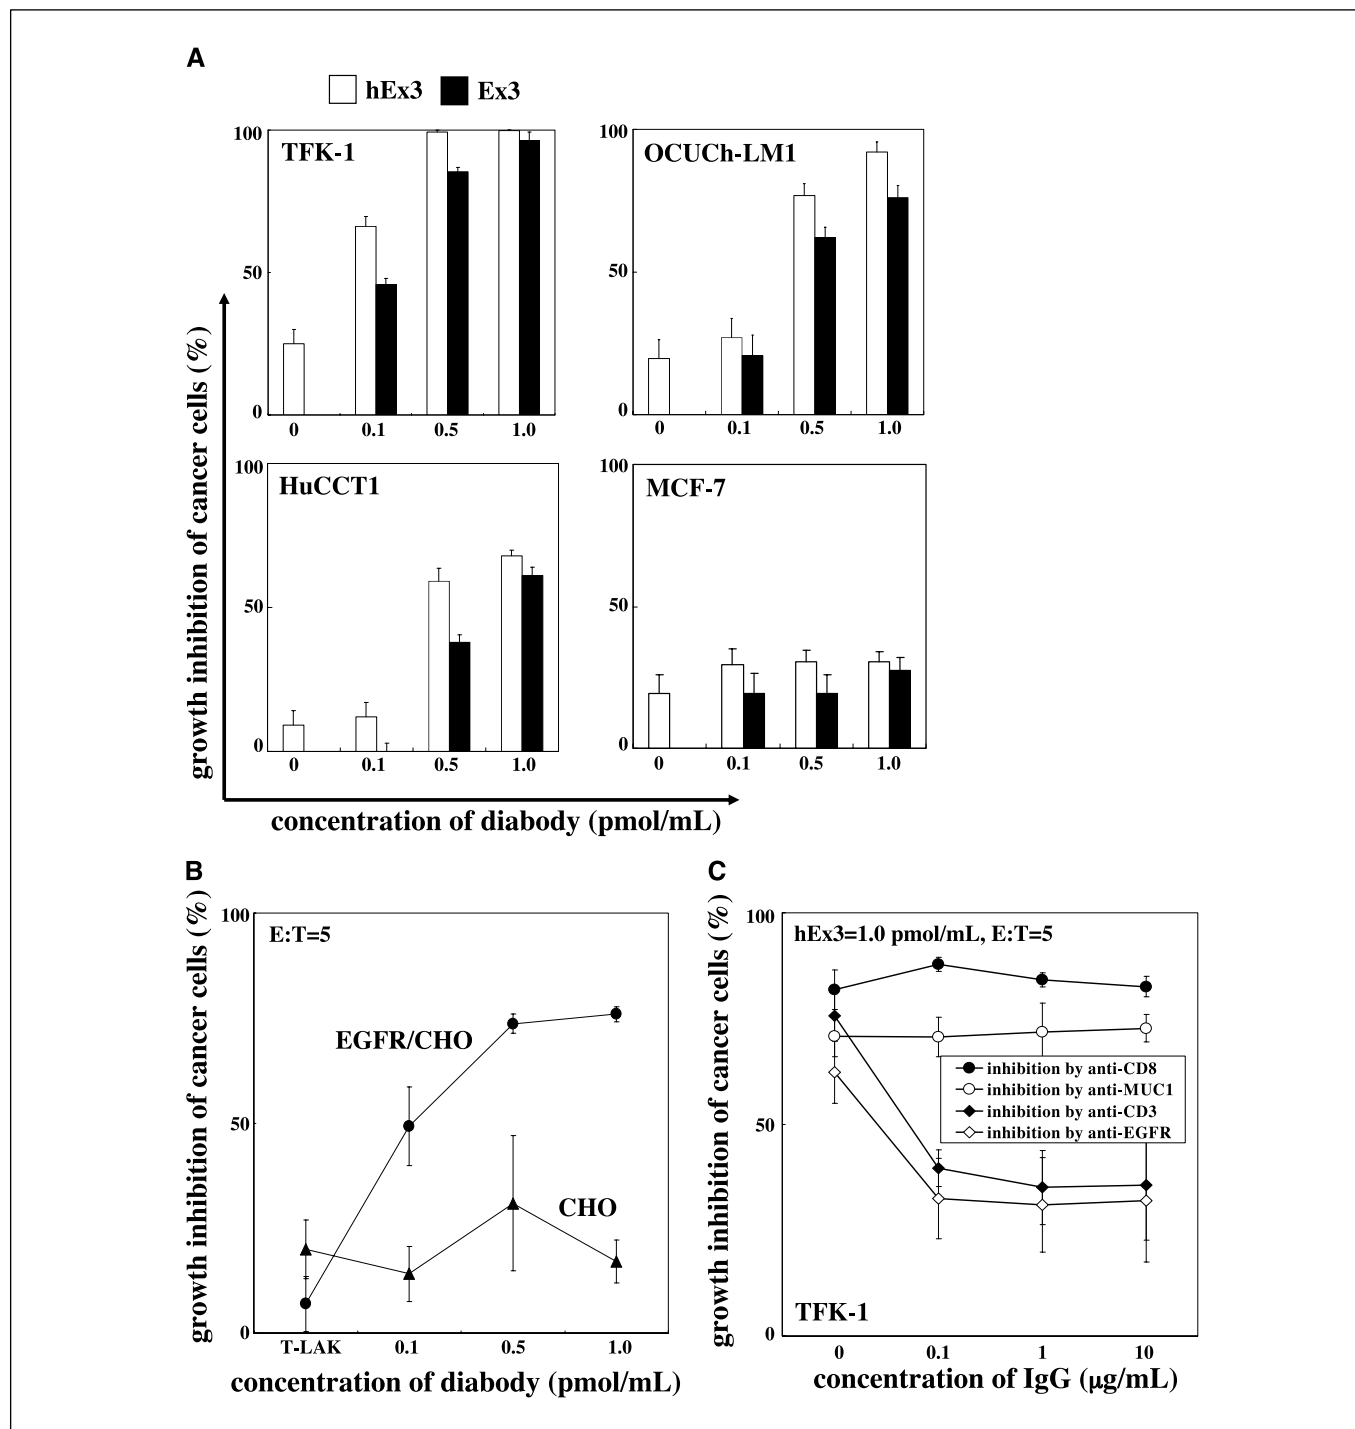 A
hEx3 Ex3
growth inhibition of cancer cells (%)
TFK-1
100
50
0
0 0.1 0.5 1.0
OCUCh-LM1
100
50
0
0 0.1 0.5 1.0
HuCCT1
100
50
0
0 0.1 0.5 1.0
MCF-7
100
50
0
0 0.1 0.5 1.0
concentration of diabody (pmol/mL)
B
growth inhibition of cancer cells (%)
100
50
0
E:T=5
EGFR/CHO
CHO
T-LAK 0.1 0.5 1.0
concentration of diabody (pmol/mL)
C
growth inhibition of cancer cells (%)
100
50
0
hEx3=1.0 pmol/mL, E:T=5
inhibition by anti-CD8
inhibition by anti-MUC1
inhibition by anti-CD3
inhibition by anti-EGFR
TFK-1
0 0.1 1 10
concentration of IgG (μg/mL)